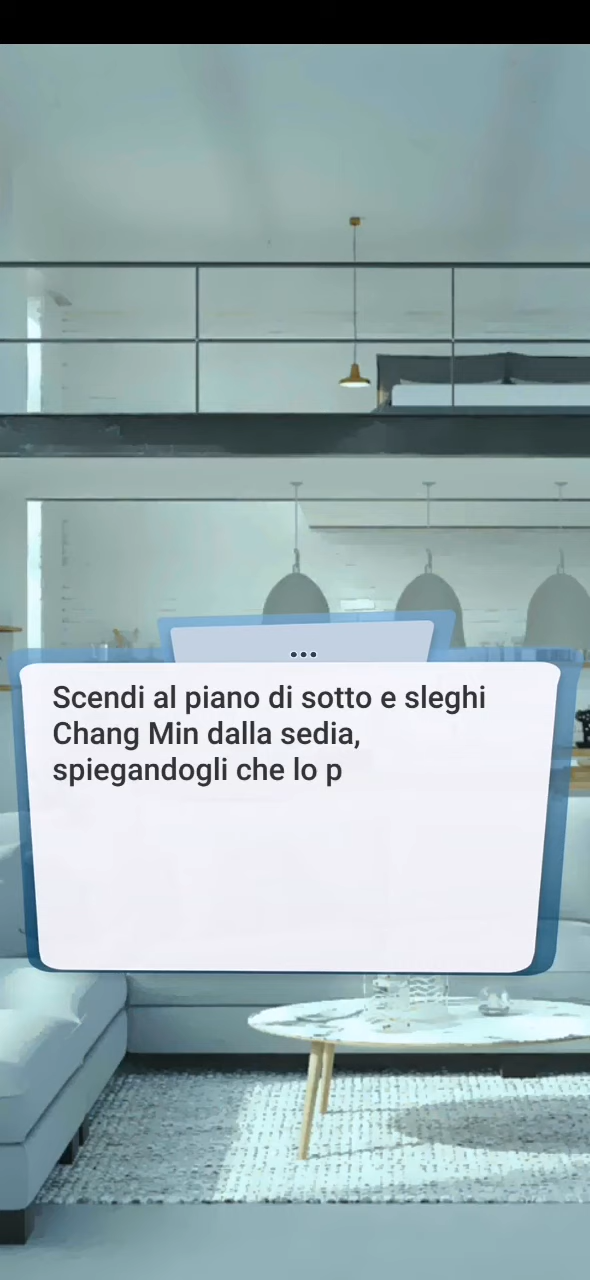 ...
Scendi al piano di sotto e sleghi
Chang Min dalla sedia,
spiegandogli che lo p